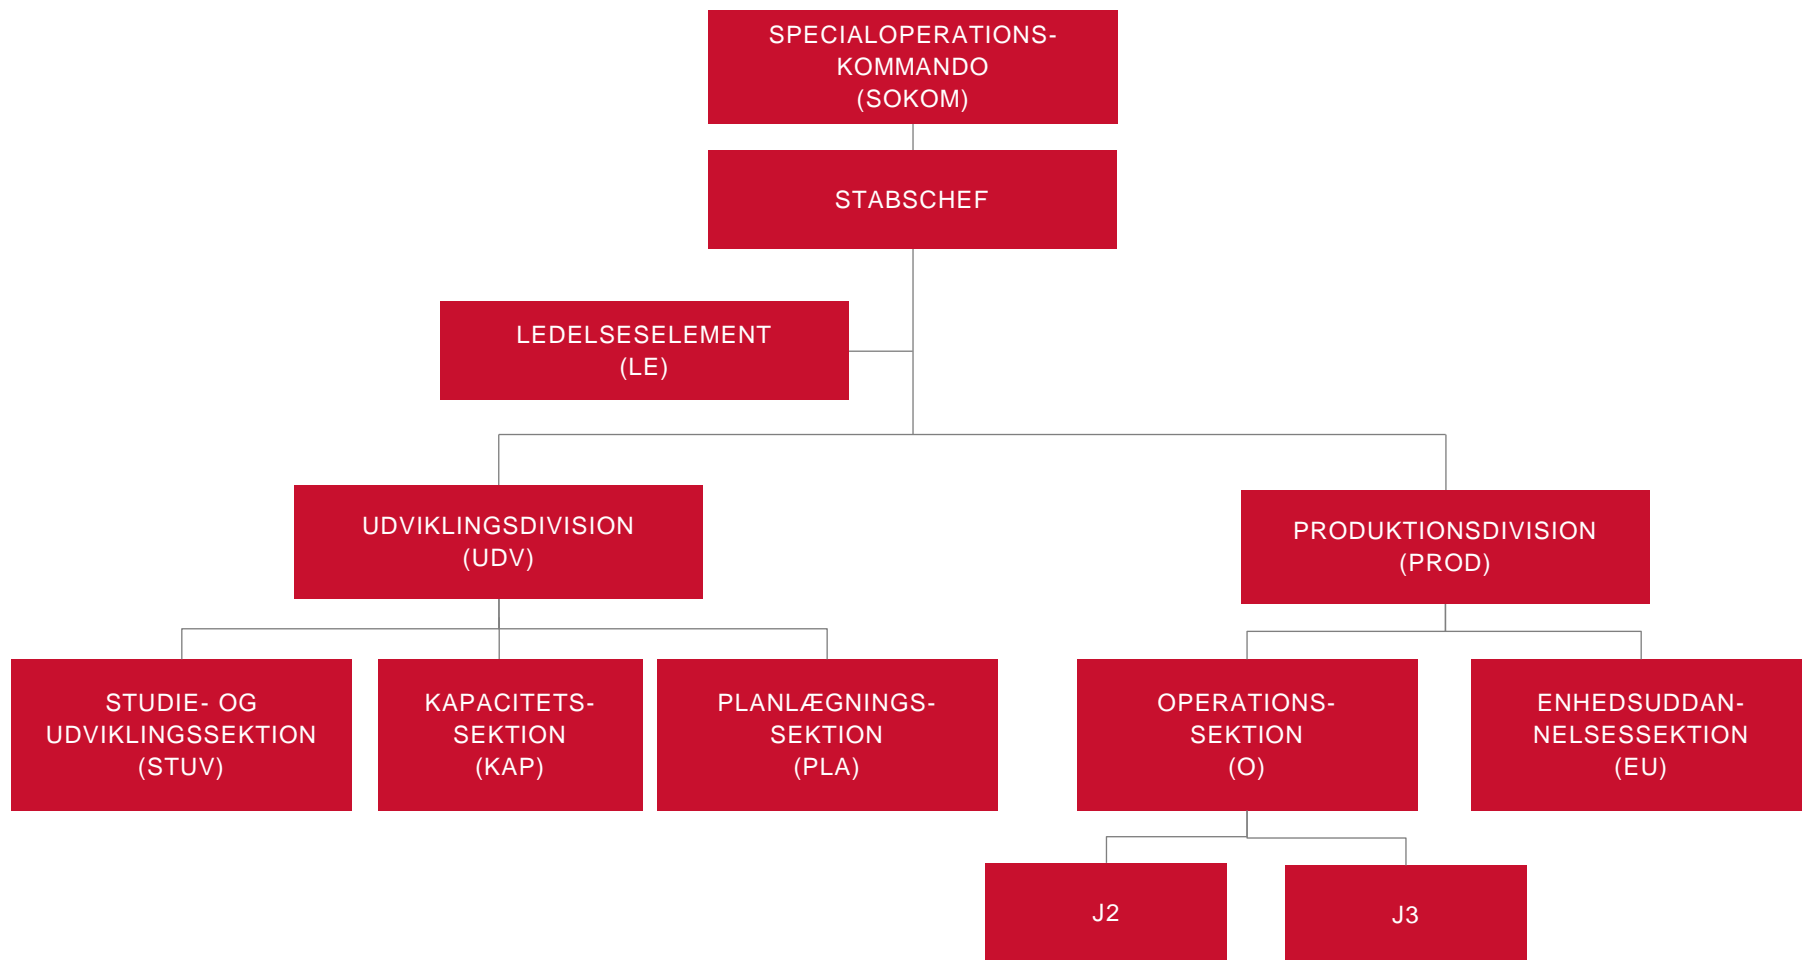 SPECIALOPERATIONS-
KOMMANDO
(SOKOM)
STABSCHEF
LEDELSESELEMENT
(LE)
UDVIKLINGSDIVISION
(UDV)
PRODUKTIONSDIVISION
(PROD)
STUDIE- OG
UDVIKLINGSSEKTION
(STUV)
KAPACITETS-
SEKTION
(KAP)
PLANLÆGNINGS-
SEKTION
(PLA)
OPERATIONS-
SEKTION
(O)
ENHEDSUDDAN-
NELSESSEKTION
(EU)
J2
J3